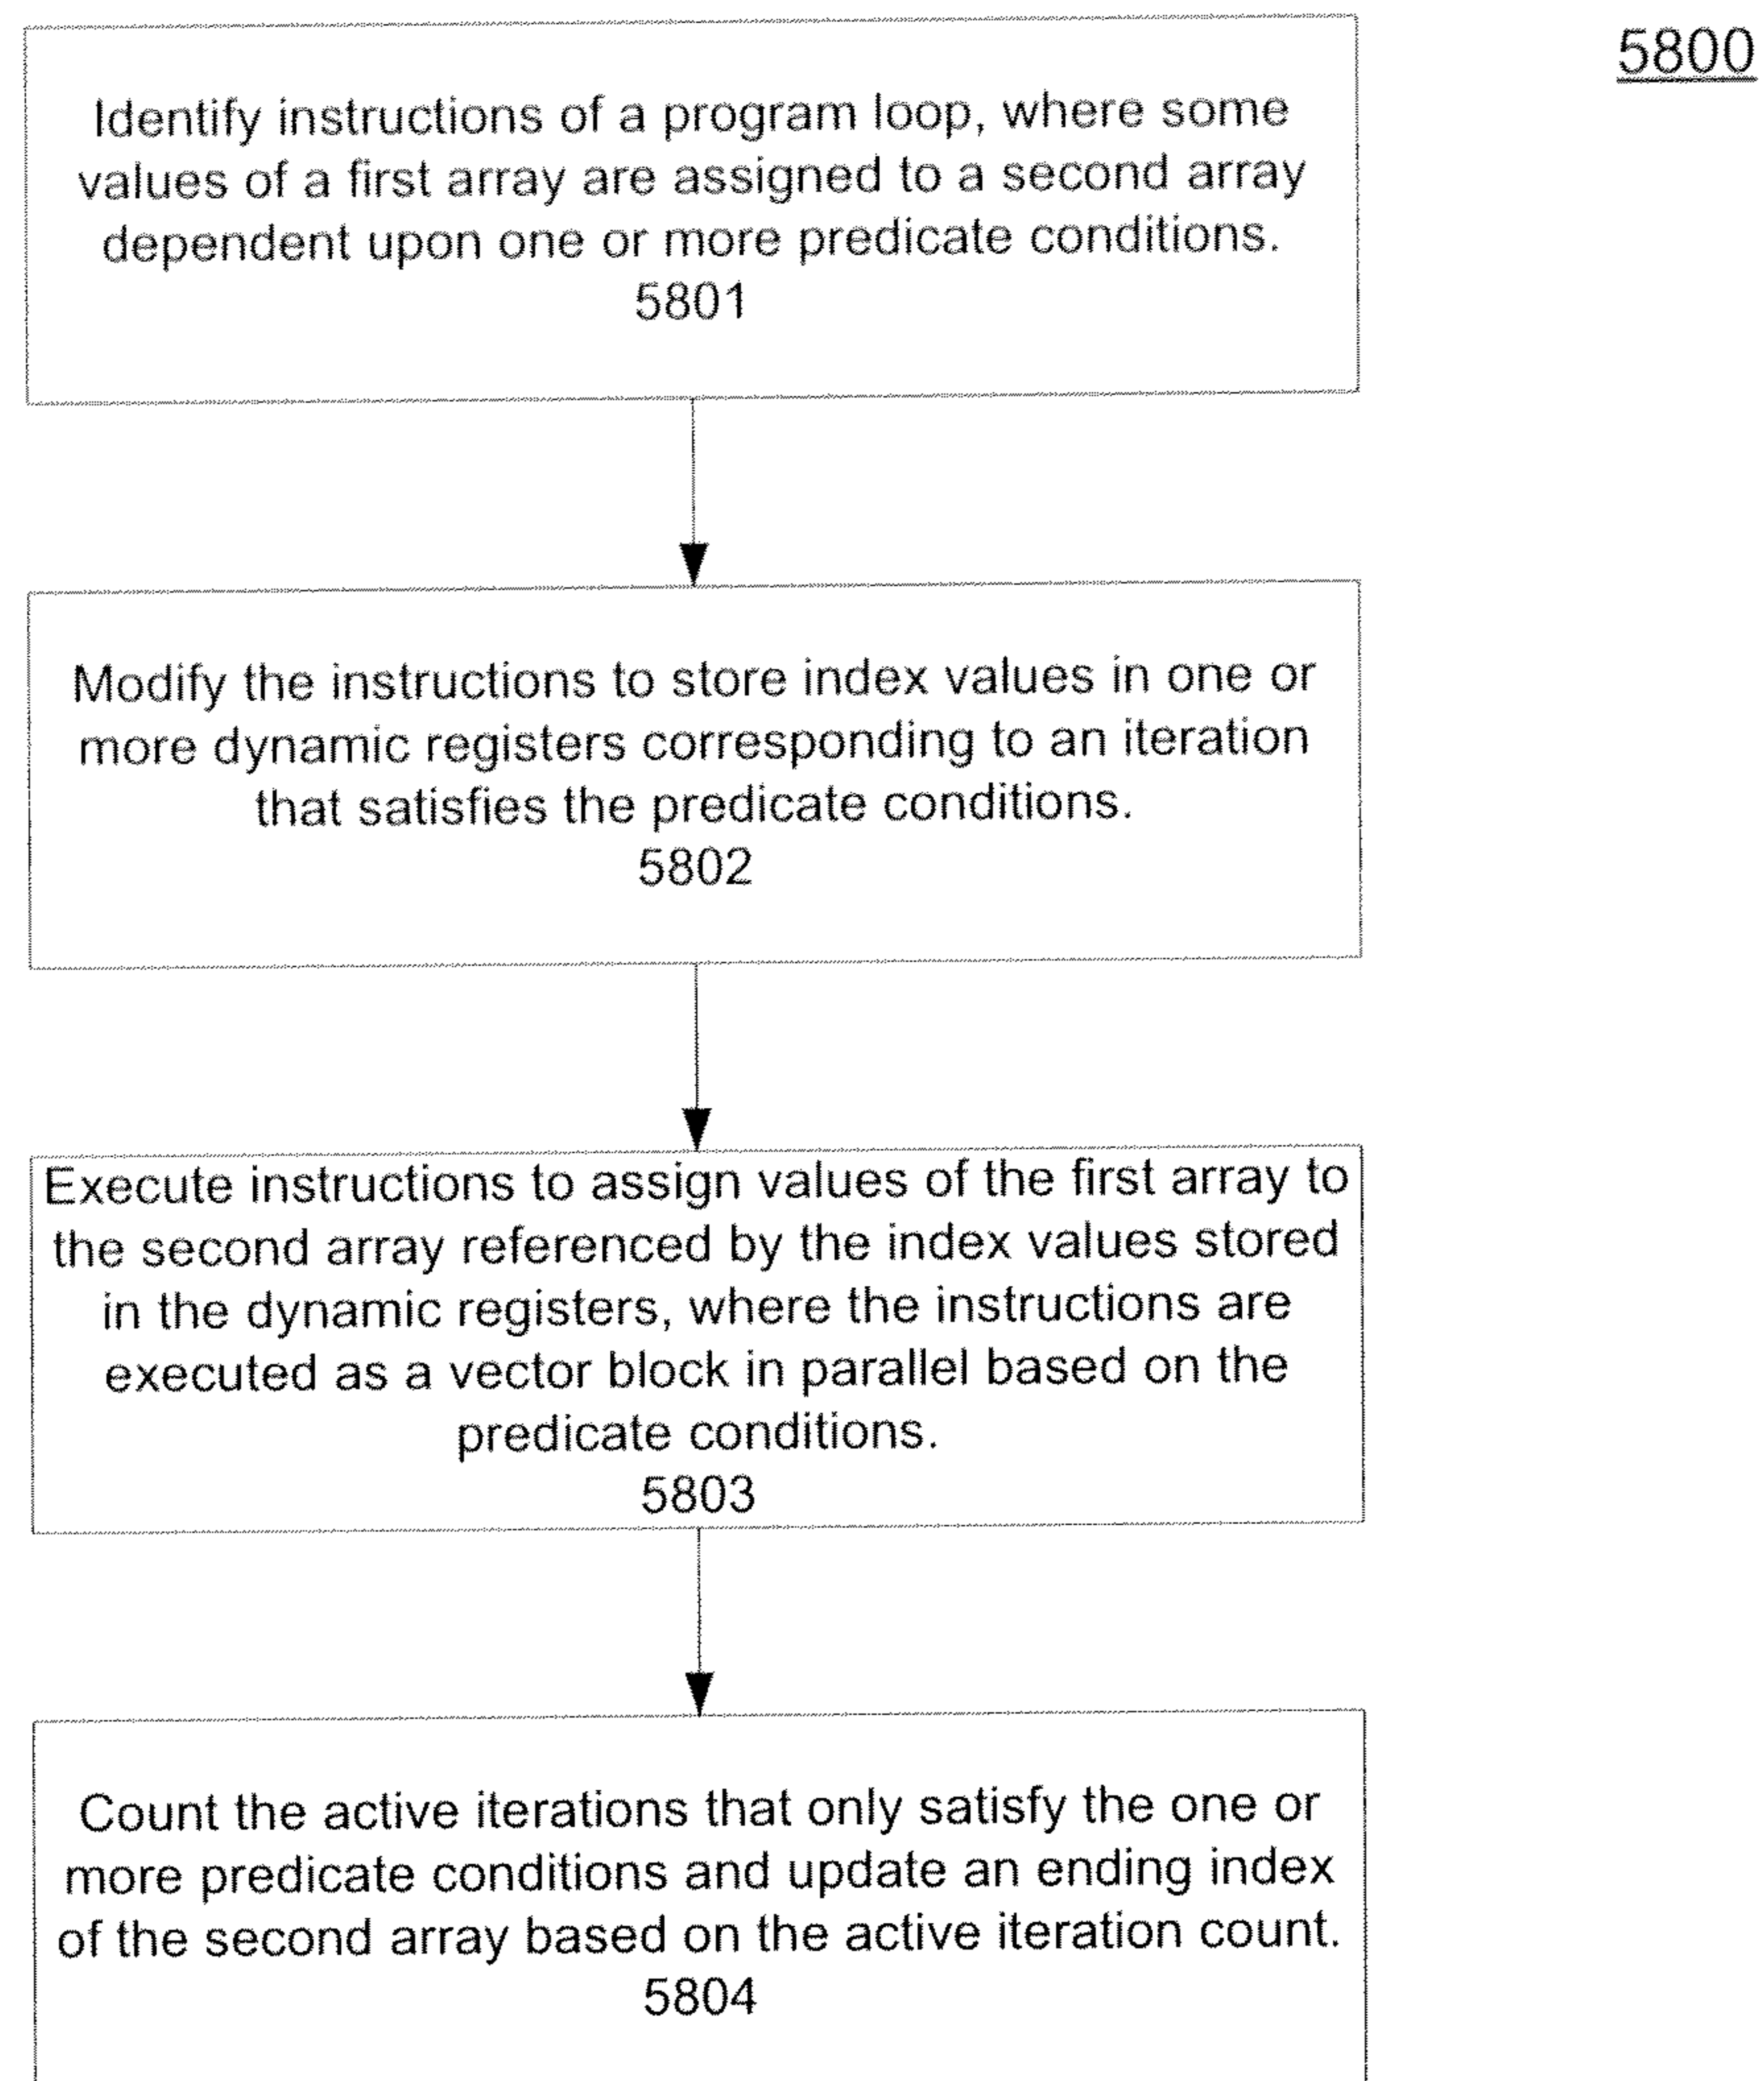 5800
Identify instructions of a program loop, where some
values of a first array are assigned to a second array
dependent upon one or more predicate conditions.
5801
Modify the instructions to store index values in one or
more dynamic registers corresponding to an iteration
that satisfies the predicate conditions.
5802
Execute instructions to assign values of the first array to
the second array referenced by the index values stored
in the dynamic registers, where the instructions are
executed as a vector block in parallel based on the
predicate conditions.
5803
Count the active iterations that only satisfy the one or
more predicate conditions and update an ending index
of the second array based on the active iteration count.
5804